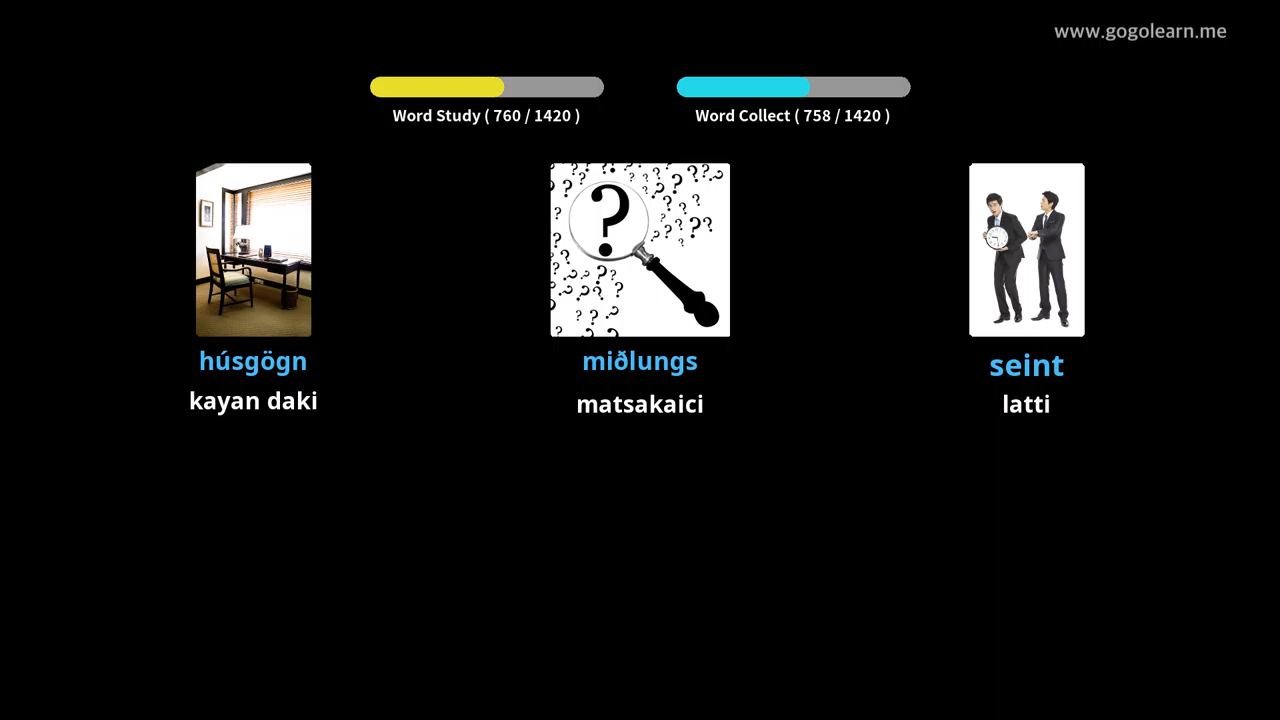 www.gogolearn.me
Word Study ( 760 / 1420 )
Word Collect ( 758 / 1420 )
húsgögn
kayan daki
miðlungs
matsakaici
seint
latti